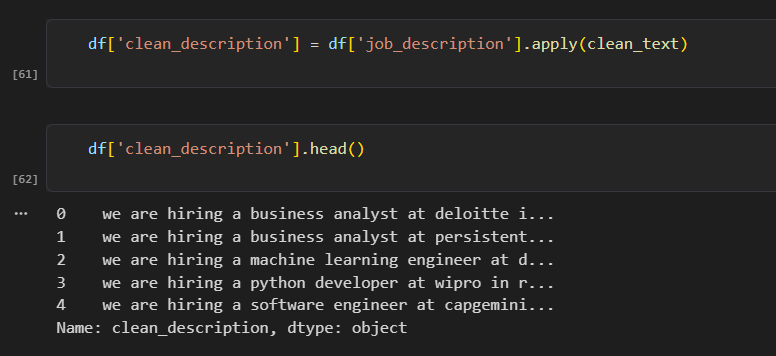 df['clean_description'] = df['job_description'].apply(clean_text)
[61]
df['clean_description'].head()
[62]
... 0    we are hiring a business analyst at deloitte i...
1    we are hiring a business analyst at persistent...
2    we are hiring a machine learning engineer at d...
3    we are hiring a python developer at wipro in r...
4    we are hiring a software engineer at capgemini...
Name: clean_description, dtype: object